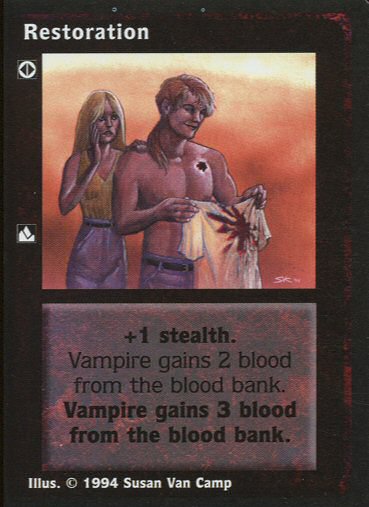 Restoration
SK
+1 stealth.
Vampire gains 2 blood
from the blood bank.
Vampire gains 3 blood
from the blood bank.
Illus. © 1994 Susan Van Camp